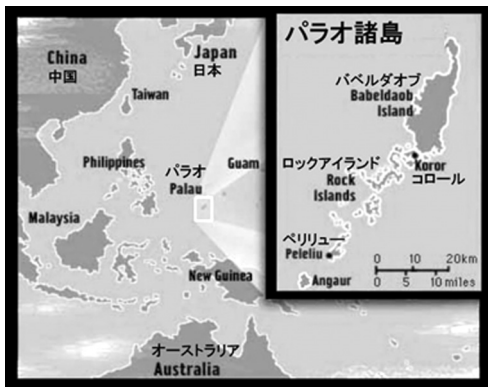 China
中国
Japan
日本
Taiwan
Philippines
パラオ
Palau
Guam
Malaysia
New Guinea
オーストラリア
Australia
パラオ諸島
バベルダオブ
Babeldaob
Island
ロックアイランド
Rock
Islands
Koror
コロール
ペリリュー
Peleliu
Angaur
0 10 20km
0 5 10 miles